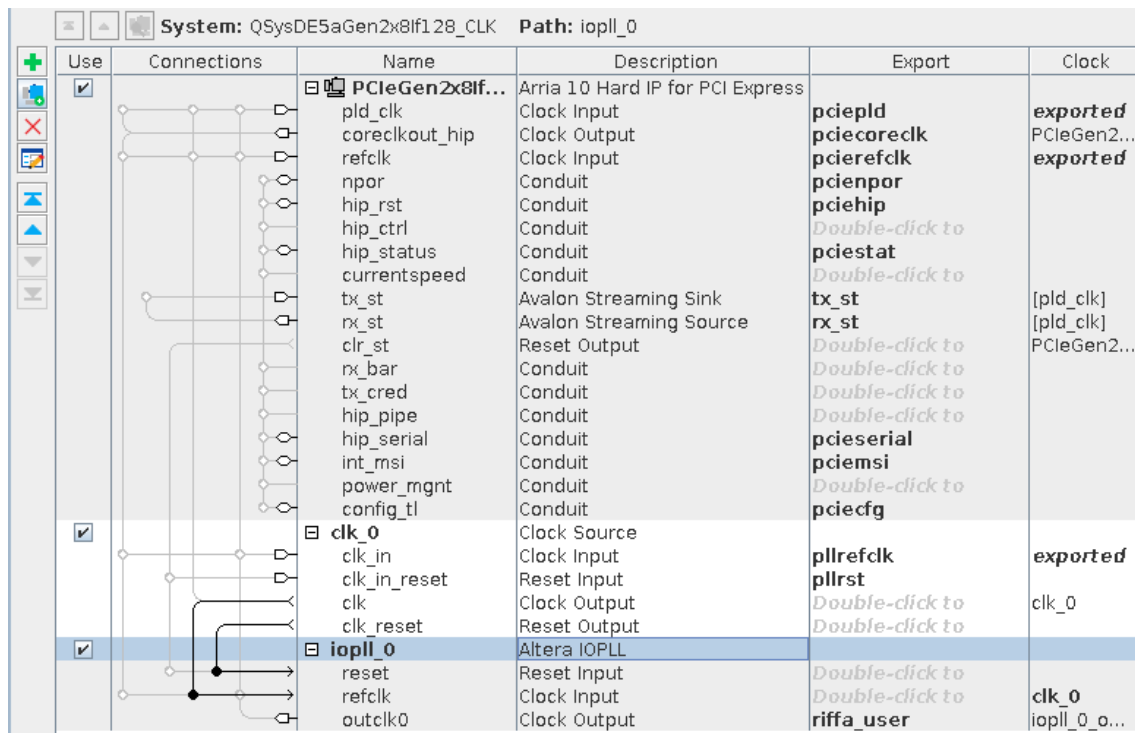 System: QSysDE5aGen2x8If128_CLK Path: iopll_0
Use Connections Name Description Export Clock
PCIeGen2x8If... Arria 10 Hard IP for PCI Express
pld_clk Clock Input pciepld exported
coreclkout_hip Clock Output pciecoreclk PCIeGen2...
refclk Clock Input pcierefclk exported
npor Conduit pcienpor
hip_rst Conduit pciehip
hip_ctrl Conduit Double-click to
hip_status Conduit pciestat
currentspeed Conduit Double-click to
tx_st Avalon Streaming Sink tx_st [pld_clk]
rx_st Avalon Streaming Source rx_st [pld_clk]
clr_st Reset Output Double-click to PCIeGen2...
rx_bar Conduit Double-click to
tx_cred Conduit Double-click to
hip_pipe Conduit Double-click to
hip_serial Conduit pcieserial
int_msi Conduit pciemsi
power_mgnt Conduit Double-click to
config_tl Conduit pciecfg
clk_0 Clock Source
clk_in Clock Input pllrefclk exported
clk_in_reset Reset Input pllrst
clk Clock Output Double-click to clk_0
clk_reset Reset Output Double-click to
iopll_0 Altera IOPLL
reset Reset Input Double-click to
refclk Clock Input Double-click to clk_0
outclk0 Clock Output riffa_user iopll_0_o...